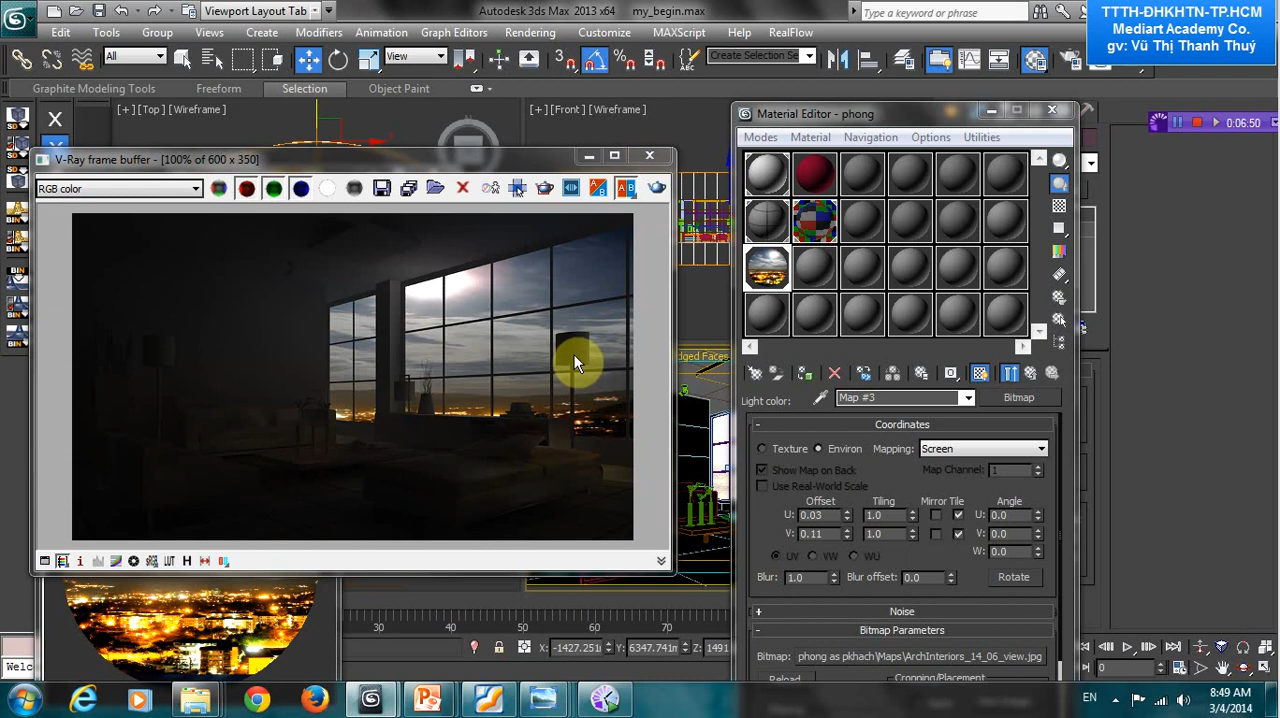 Viewport Layout Tab
Autodesk 3ds Max 2013 x64 my_begin.max
Type a keyword or phrase
TTTH-ĐHKHTN-TP.HCM
Mediart Academy Co.
gv: Vũ Thị Thanh Thuý
Edit Tools Group Views Create Modifiers Animation Graph Editors Rendering Customize MAXScript Help RealFlow
All
View
3
Create Selection Se
Graphite Modeling Tools Freeform Selection Object Paint
[+] [Top] [Wireframe]
[+] [Front] [Wireframe]
Material Editor - phong
0:06:50
Modes Material Navigation Options Utilities
V-Ray frame buffer - [100% of 600 x 350]
RGB color
dged Faces
Light color: Map #3 Bitmap
- Coordinates
Texture Environ Mapping: Screen
Show Map on Back Map Channel: 1
Use Real-World Scale
Offset Tiling Mirror Tile Angle
U: 0.03 1.0 U: 0.0
V: 0.11 1.0 V: 0.0
W: 0.0
UV VW WU
Blur: 1.0 Blur offset: 0.0 Rotate
+ Noise
- Bitmap Parameters
Bitmap: phong as pkhach\Maps\ArchInteriors_14_06_view.jpg
Reload
Cropping/Placement
LUT H
30 40 50 60 70
X: -1427.251 Y: 6347.741 Z: 1491
Welc
0
EN
8:49 AM
3/4/2014